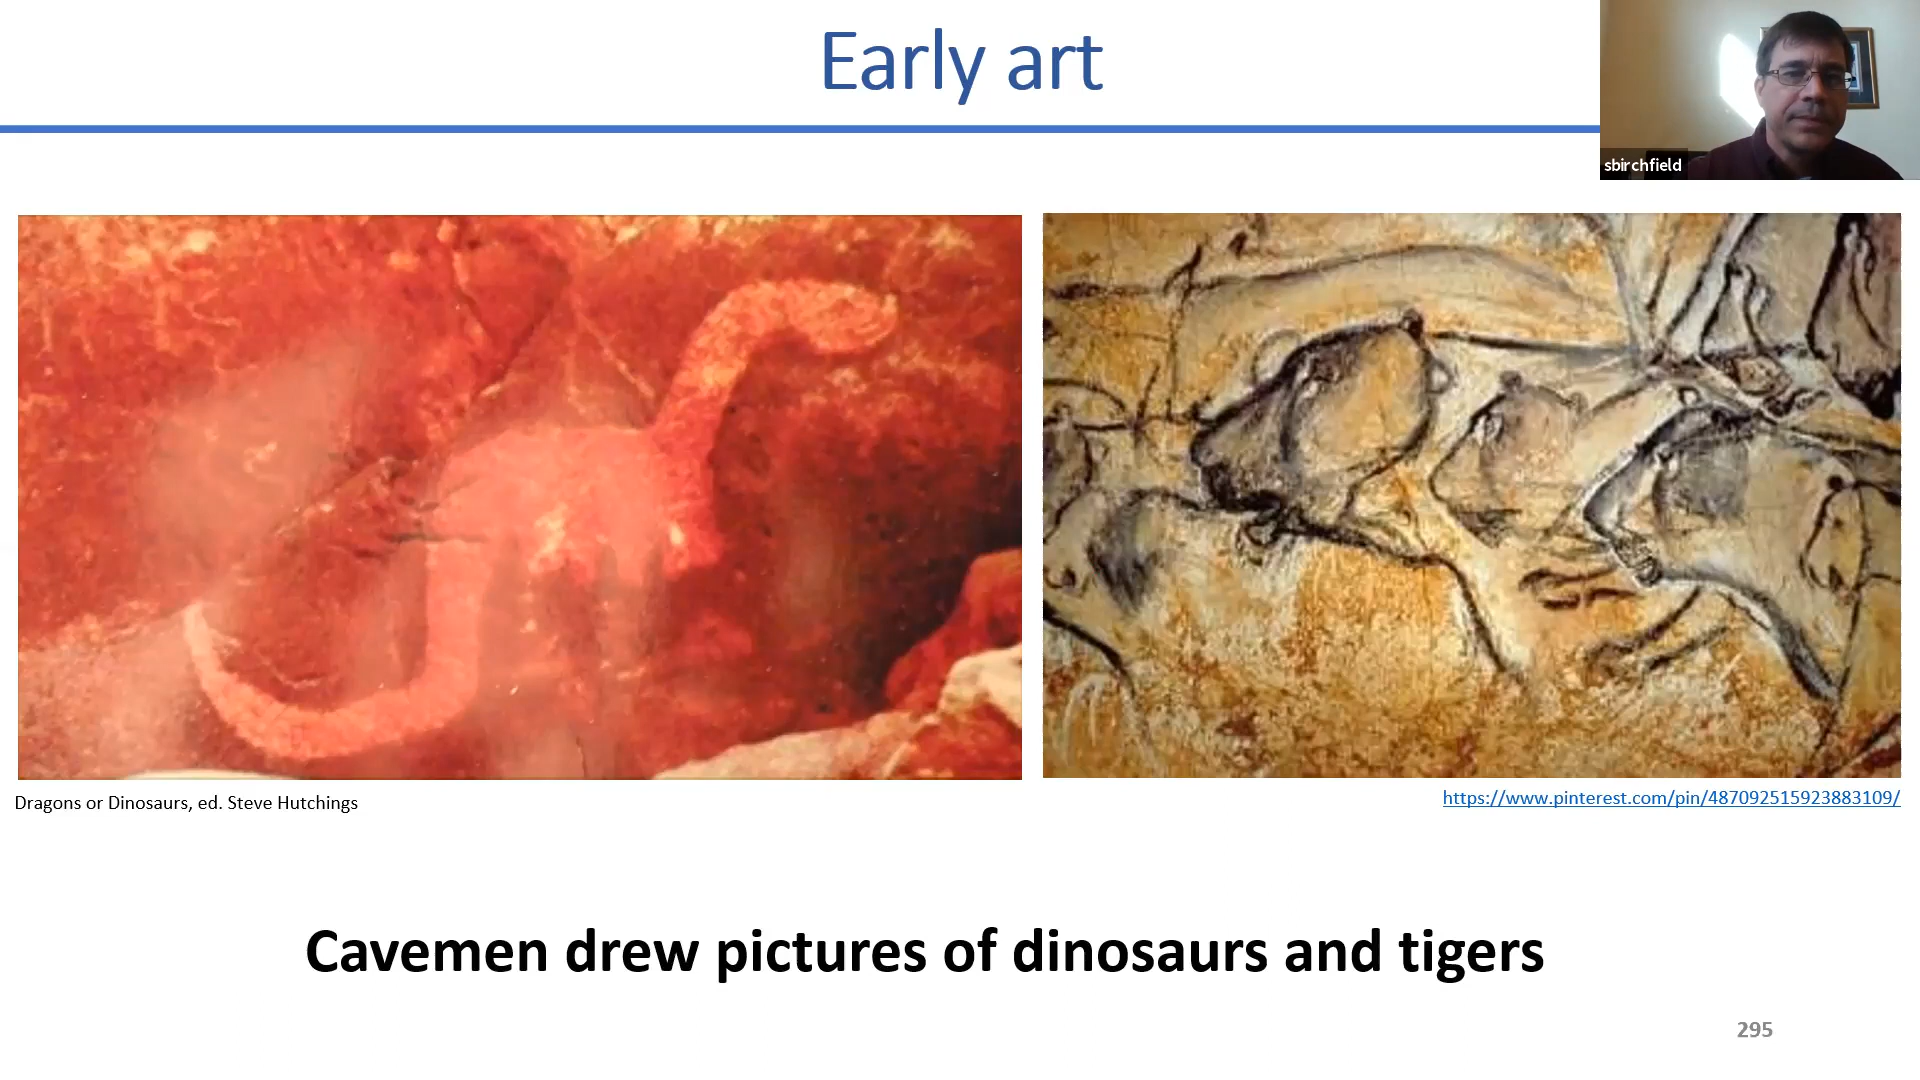 Early art
sbirchfield
Dragons or Dinosaurs, ed. Steve Hutchings
https://www.pinterest.com/pin/487092515923883109/
Cavemen drew pictures of dinosaurs and tigers
295